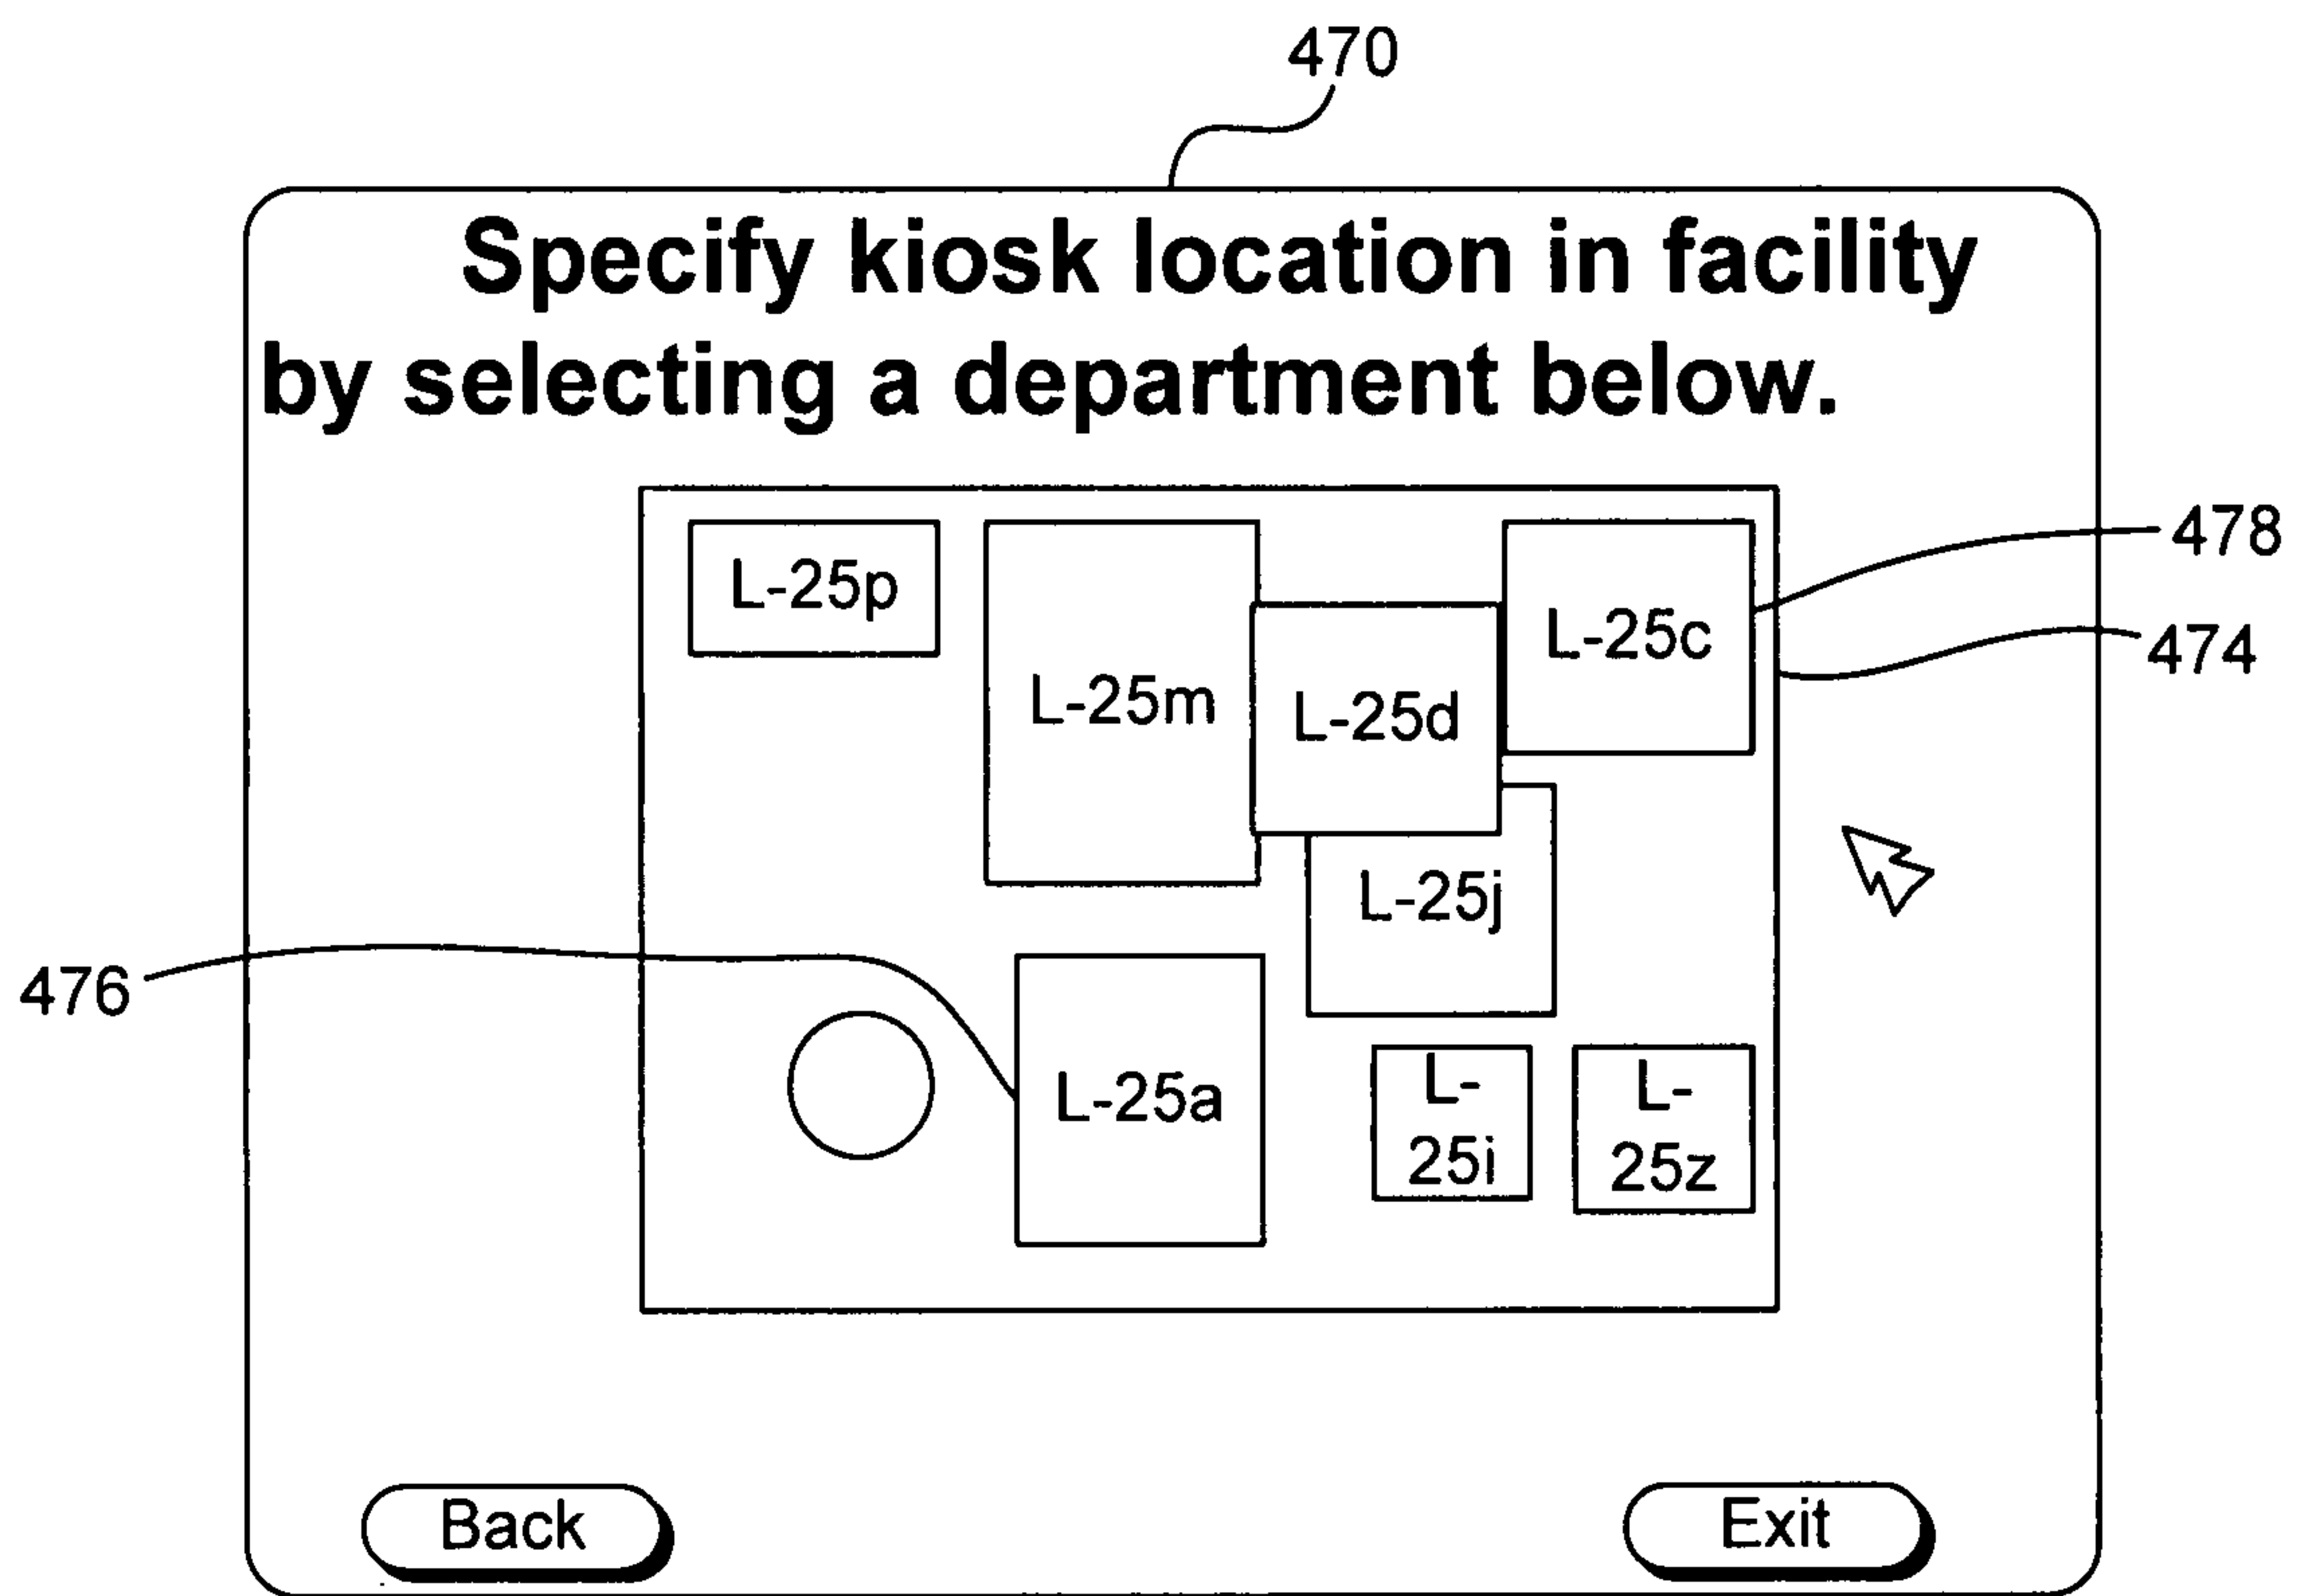 470
Specify kiosk location in facility
by selecting a department below.
L-25p
L-25m
L-25d
L-25c
478
474
L-25j
476
L-25a
L-
25i
L-
25z
Back
Exit